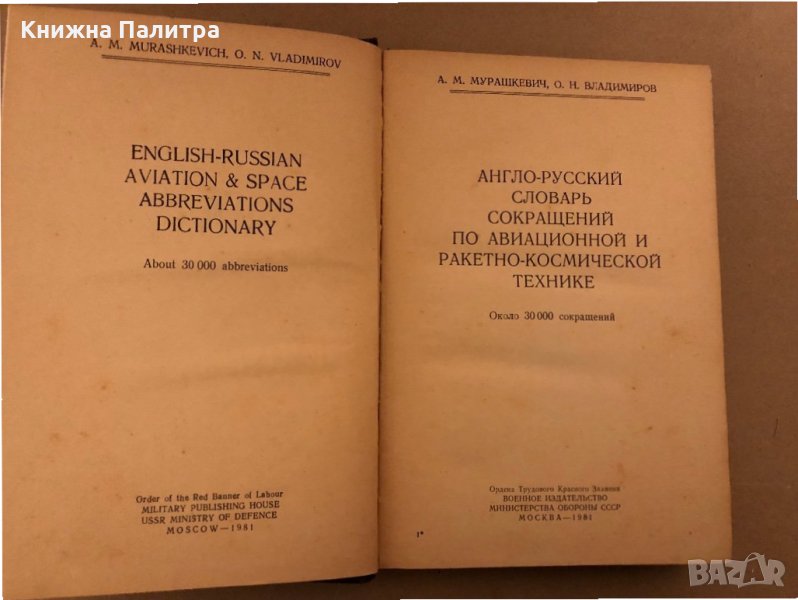 Книжна Палитра
A. M. MURASHKEVICH, O. N. VLADIMIROV
ENGLISH-RUSSIAN
AVIATION & SPACE
ABBREVIATIONS
DICTIONARY
About 30 000 abbreviations
Order of the Red Banner of Labour
MILITARY PUBLISHING HOUSE
USSR MINISTRY OF DEFENCE
MOSCOW—1981
А. М. МУРАШКЕВИЧ, О. Н. ВЛАДИМИРОВ
АНГЛО-РУССКИЙ
СЛОВАРЬ
СОКРАЩЕНИЙ
ПО АВИАЦИОННОЙ И
РАКЕТНО-КОСМИЧЕСКОЙ
ТЕХНИКЕ
Около 30 000 сокращений
Ордена Трудового Красного Знамени
ВОЕННОЕ ИЗДАТЕЛЬСТВО
МИНИСТЕРСТВА ОБОРОНЫ СССР
МОСКВА—1981
1*
BAZAR